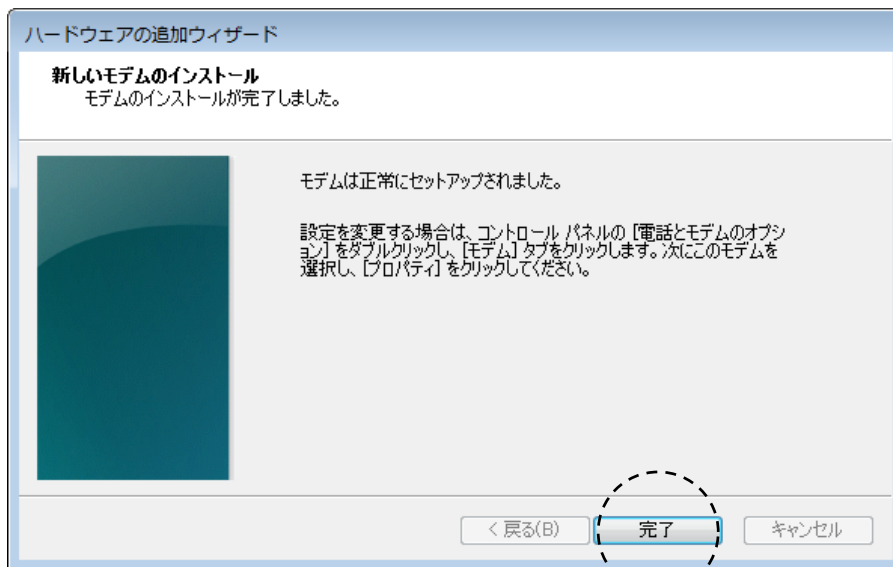 ハードウェアの追加ウィザード
新しいモデムのインストール
モデムのインストールが完了しました。
モデムは正常にセットアップされました。
設定を変更する場合は、コントロール パネルの [電話とモデムのオプシ
ョン] をダブルクリックし、[モデム] タブをクリックします。次にこのモデムを
選択し、[プロパティ] をクリックしてください。
< 戻る(B)
完了
キャンセル